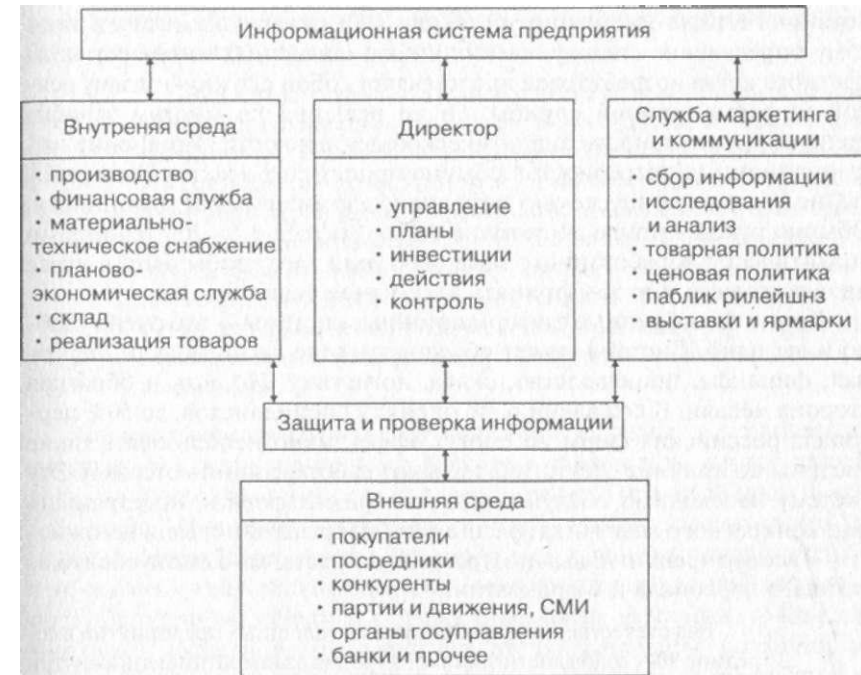 Информационная система предприятия
Внутреняя среда
· производство
· финансовая служба
· материально-
техническое снабжение
· планово-
экономическая служба
· склад
· реализация товаров
Директор
· управление
· планы
· инвестиции
· действия
· контроль
Служба маркетинга
и коммуникации
· сбор информации
· исследования
и анализ
· товарная политика
· ценовая политика
· паблик рилейшнз
· выставки и ярмарки
Защита и проверка информации
Внешняя среда
· покупатели
· посредники
· конкуренты
· партии и движения, СМИ
· органы госуправления
· банки и прочее